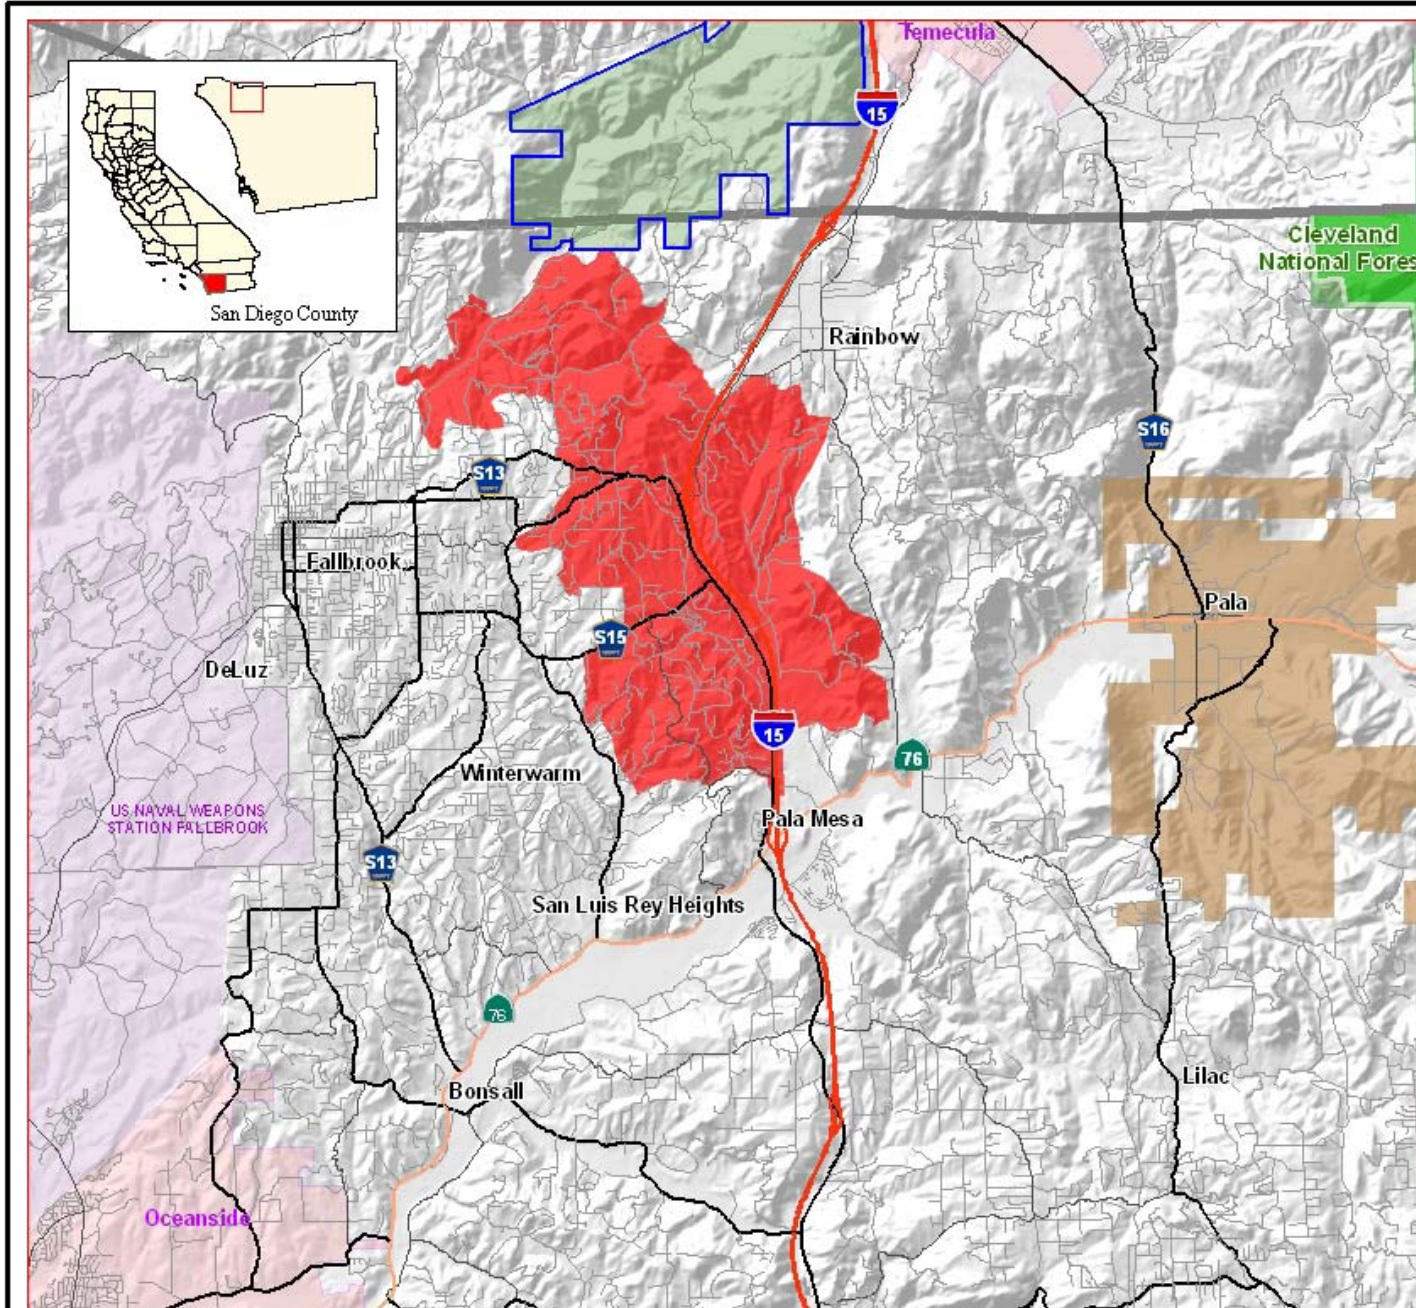 Temecula
15
San Diego County
Cleveland
National Fores
Rainbow
S16
S13
Fallbrook
Pala
S15
DeLuz
15
76
Winterwarm
US NAVAL WEAPONS
STATION FALLBROOK
Pala Mesa
S13
San Luis Rey Heights
76
Bonsall
Lilac
Oceanside